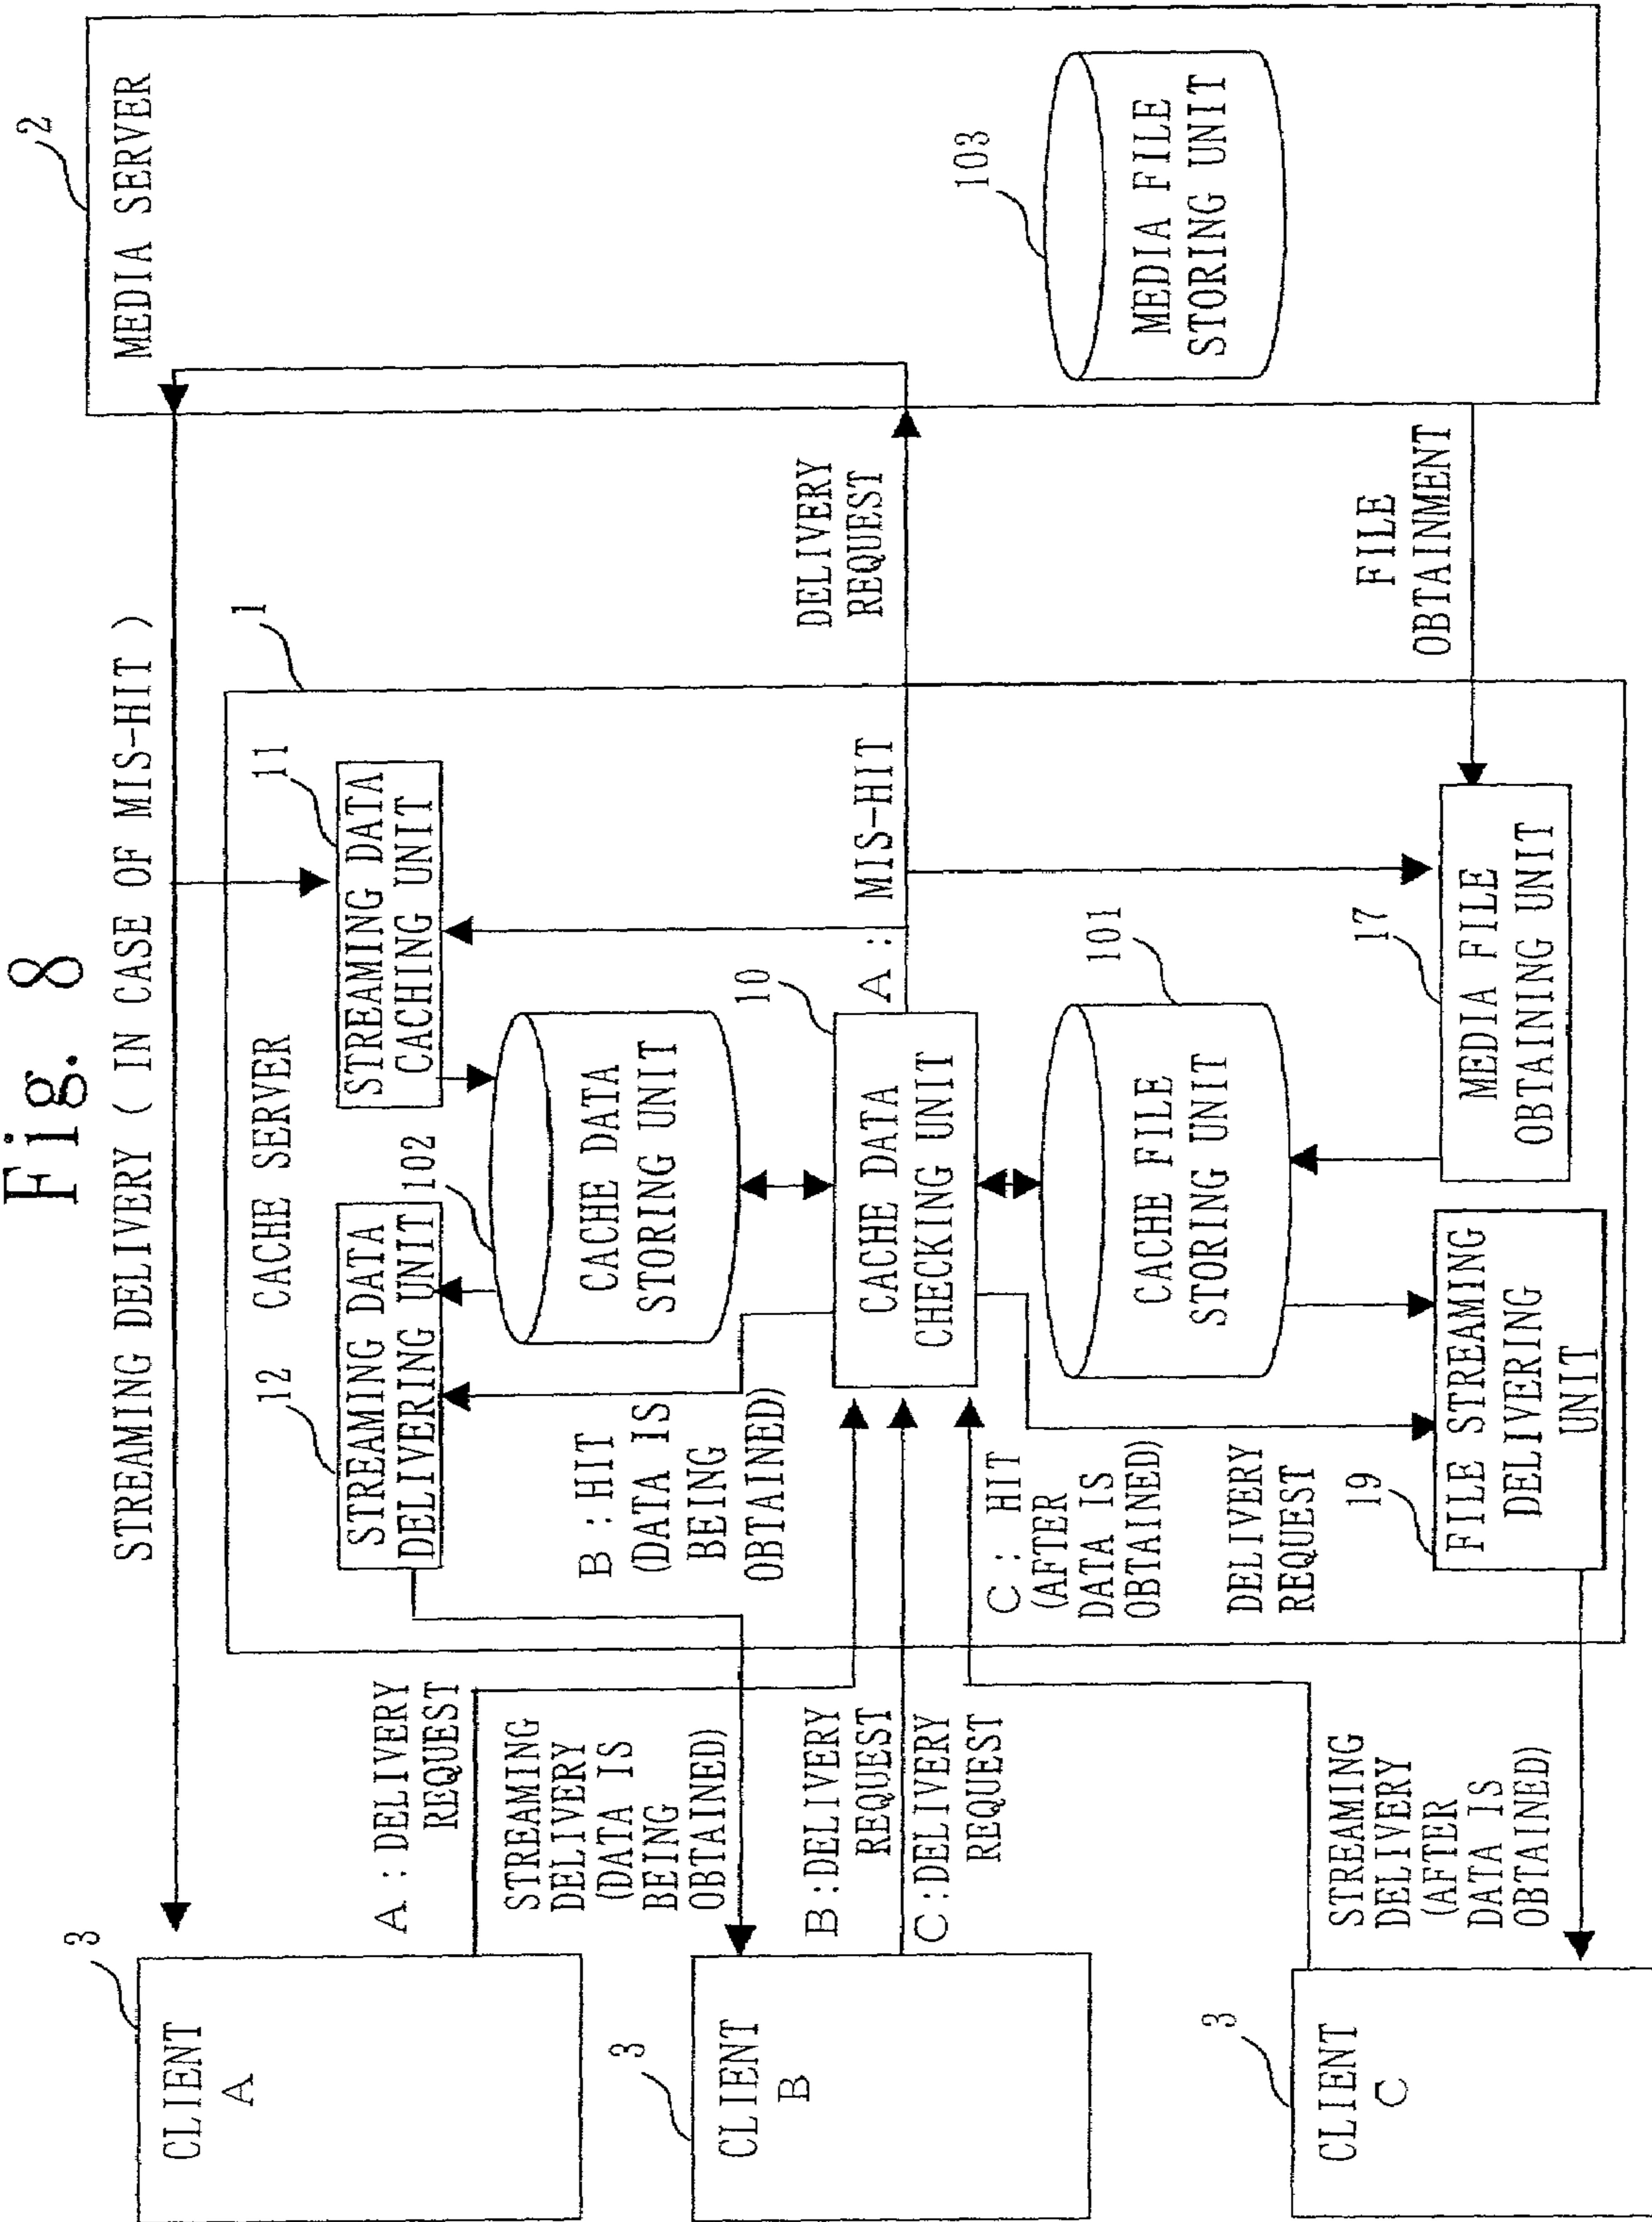 Fig. 8
STREAMING DELIVERY ( IN CASE OF MIS-HIT )
3
CLIENT
A
A :DELIVERY
REQUEST
STREAMING
DELIVERY
(DATA IS
BEING
OBTAINED)
3
CLIENT
B
B:DELIVERY
REQUEST
C:DELIVERY
REQUEST
3
CLIENT
C
STREAMING
DELIVERY
(AFTER
DATA IS
OBTAINED)
1
CACHE SERVER
12
STREAMING DATA
DELIVERING UNIT
11
STREAMING DATA
CACHING UNIT
102
CACHE DATA
STORING UNIT
B :HIT
(DATA IS
BEING
OBTAINED)
10
CACHE DATA
CHECKING UNIT
A : MIS-HIT
C: HIT
(AFTER
DATA IS
OBTAINED)
101
CACHE FILE
STORING UNIT
DELIVERY
REQUEST
19
FILE STREAMING
DELIVERING
UNIT
17
MEDIA FILE
OBTAINING UNIT
DELIVERY
REQUEST
FILE
OBTAINMENT
2
MEDIA SERVER
103
MEDIA FILE
STORING UNIT